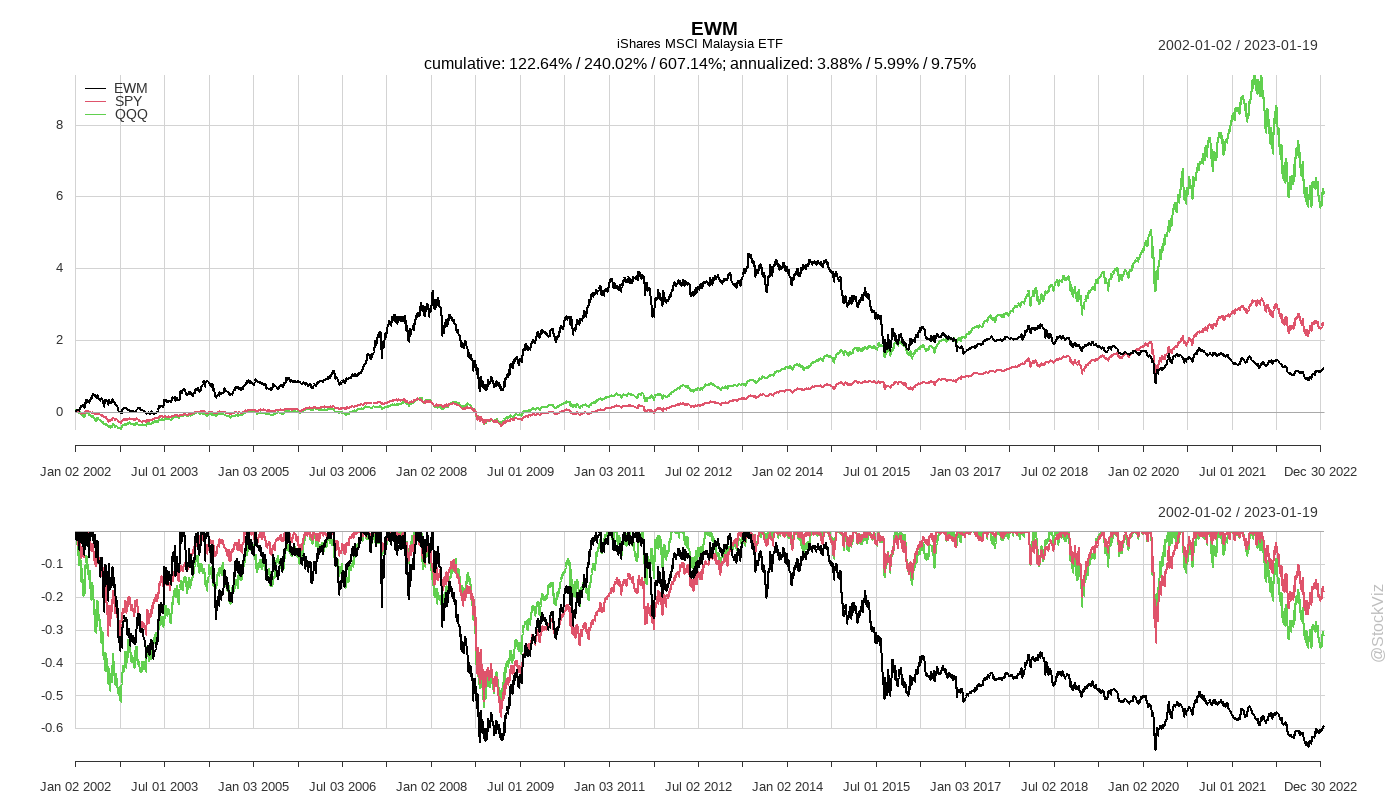 EWM
iShares MSCI Malaysia ETF
2002-01-02 / 2023-01-19
cumulative: 122.64% / 240.02% / 607.14%; annualized: 3.88% / 5.99% / 9.75%
EWM
SPY
QQQ
8
6
4
2
0
Jan 02 2002 Jul 01 2003 Jan 03 2005 Jul 03 2006 Jan 02 2008 Jul 01 2009 Jan 03 2011 Jul 02 2012 Jan 02 2014 Jul 01 2015 Jan 03 2017 Jul 02 2018 Jan 02 2020 Jul 01 2021 Dec 30 2022
2002-01-02 / 2023-01-19
-0.1
-0.2
-0.3
-0.4
-0.5
-0.6
Jan 02 2002 Jul 01 2003 Jan 03 2005 Jul 03 2006 Jan 02 2008 Jul 01 2009 Jan 03 2011 Jul 02 2012 Jan 02 2014 Jul 01 2015 Jan 03 2017 Jul 02 2018 Jan 02 2020 Jul 01 2021 Dec 30 2022
@StockViz